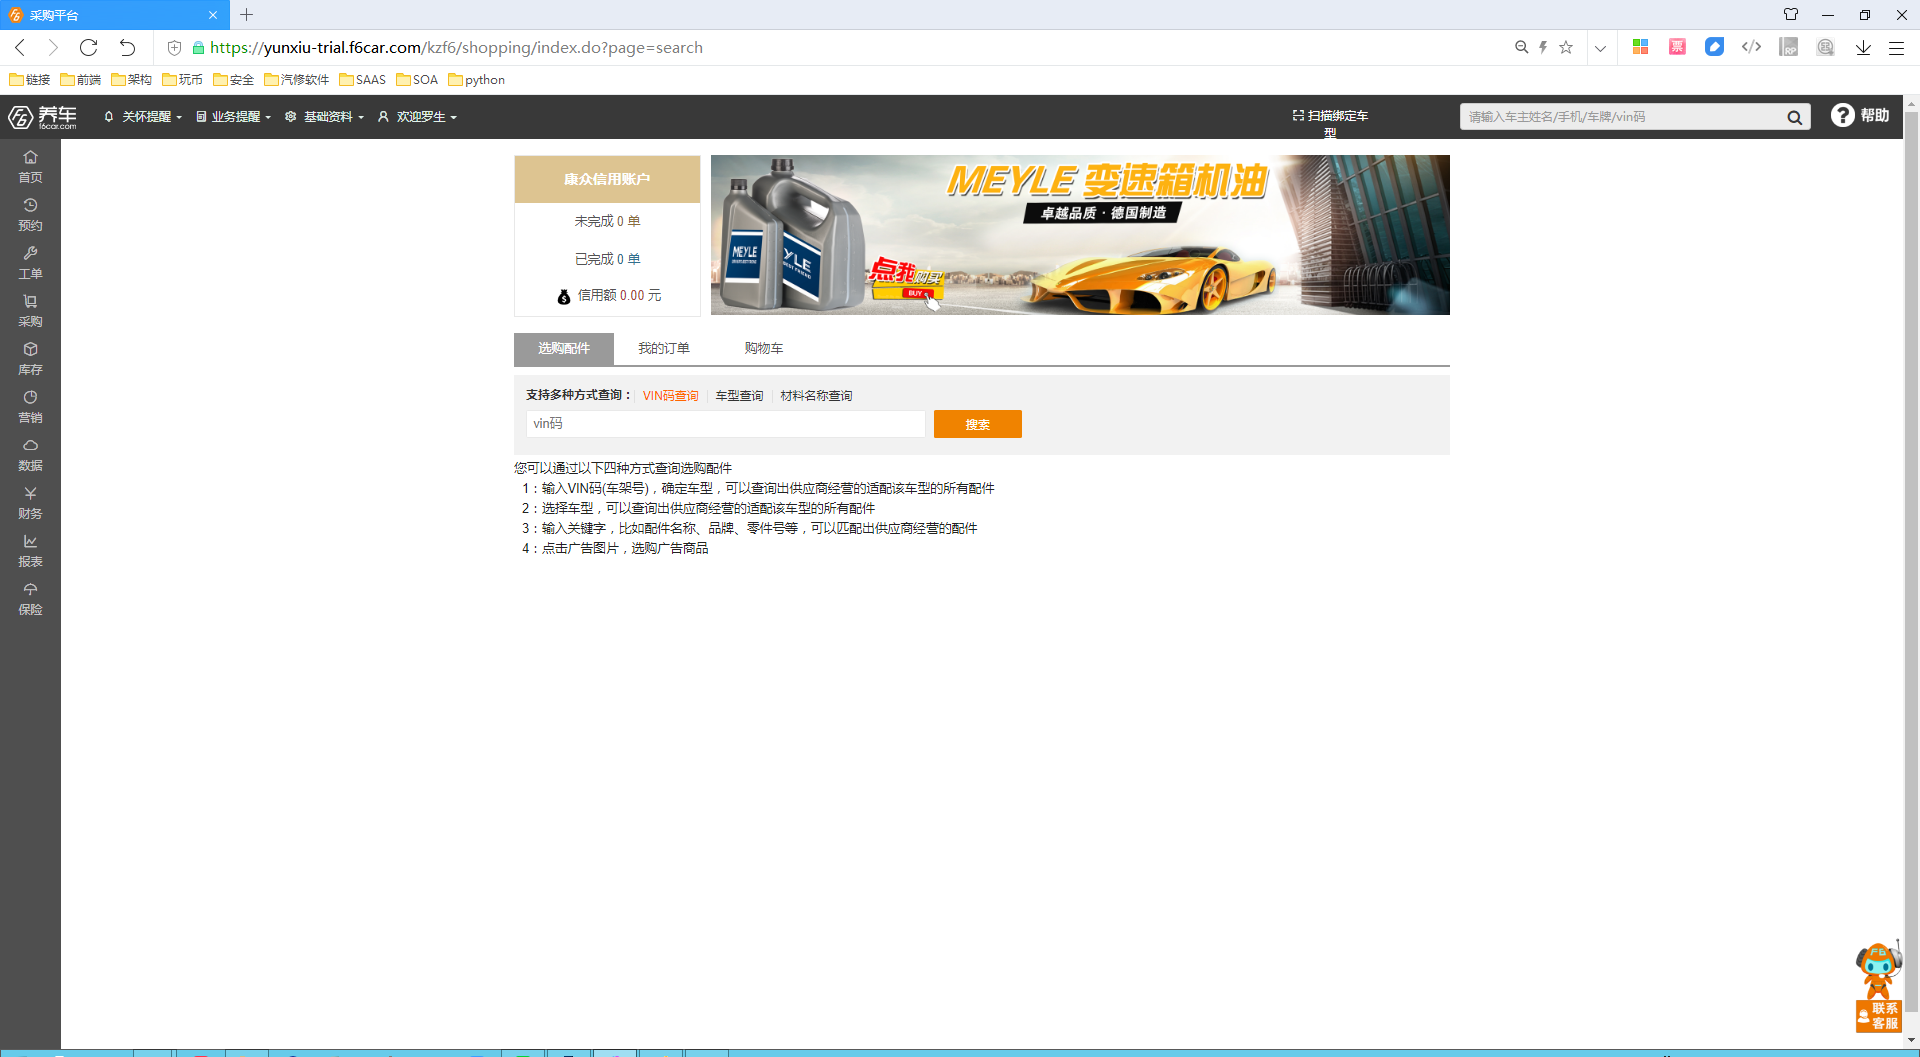 采购平台
https://yunxiu-trial.f6car.com/kzf6/shopping/index.do?page=search
链接 前端 架构 玩币 安全 汽修软件 SAAS SOA python
票
RP
F6 养车 f6car.com
关怀提醒 业务提醒 基础资料 欢迎罗生
扫描绑定车型
请输入车主姓名/手机/车牌/vin码
帮助
首页
预约
工单
采购
库存
营销
数据
财务
报表
保险
康众信用账户
未完成 0 单
已完成 0 单
信用额 0.00 元
MEYLE 变速箱机油
卓越品质·德国制造
MEYLE
YLE
点我购买
BUY
选购配件 我的订单 购物车
支持多种方式查询： VIN码查询 车型查询 材料名称查询
vin码
搜索
您可以通过以下四种方式查询选购配件
1：输入VIN码(车架号)，确定车型，可以查询出供应商经营的适配该车型的所有配件
2：选择车型，可以查询出供应商经营的适配该车型的所有配件
3：输入关键字，比如配件名称、品牌、零件号等，可以匹配出供应商经营的配件
4：点击广告图片，选购广告商品
F6
联系
客服